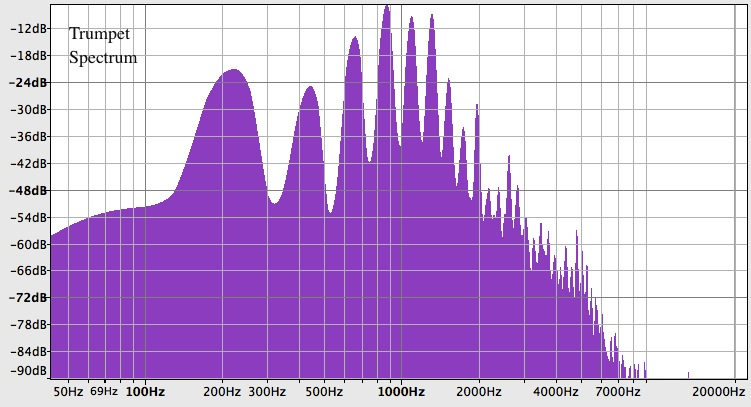 Trumpet
Spectrum
-12dB
-18dB
-24dB
-30dB
-36dB
-42dB
-48dB
-54dB
-60dB
-66dB
-72dB
-78dB
-84dB
-90dB
50Hz 69Hz 100Hz 200Hz 300Hz 500Hz 1000Hz 2000Hz 4000Hz 7000Hz 20000Hz